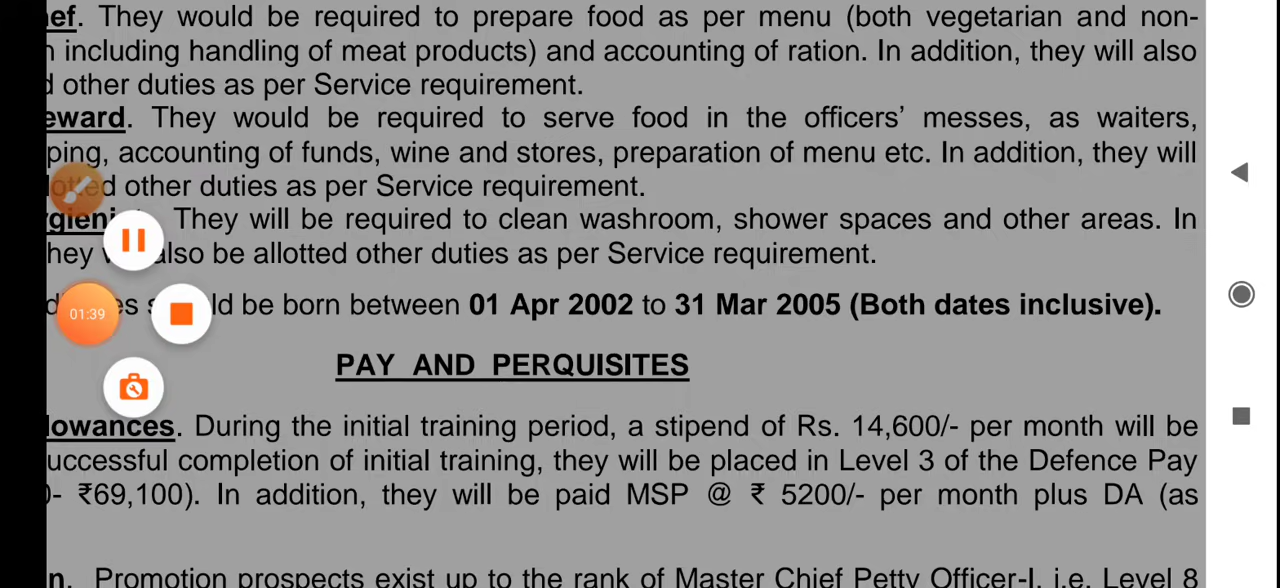 ef. They would be required to prepare food as per menu (both vegetarian and non-
n including handling of meat products) and accounting of ration. In addition, they will also
d other duties as per Service requirement.
eward. They would be required to serve food in the officers’ messes, as waiters,
ping, accounting of funds, wine and stores, preparation of menu etc. In addition, they will
otted other duties as per Service requirement.
ygieni They will be required to clean washroom, shower spaces and other areas. In
hey also be allotted other duties as per Service requirement.
ld be born between 01 Apr 2002 to 31 Mar 2005 (Both dates inclusive).
01:39
PAY AND PERQUISITES
lowances. During the initial training period, a stipend of Rs. 14,600/- per month will be
uccessful completion of initial training, they will be placed in Level 3 of the Defence Pay
- ₹69,100). In addition, they will be paid MSP @ ₹ 5200/- per month plus DA (as
n. Promotion prospects exist up to the rank of Master Chief Petty Officer-I, i.e. Level 8